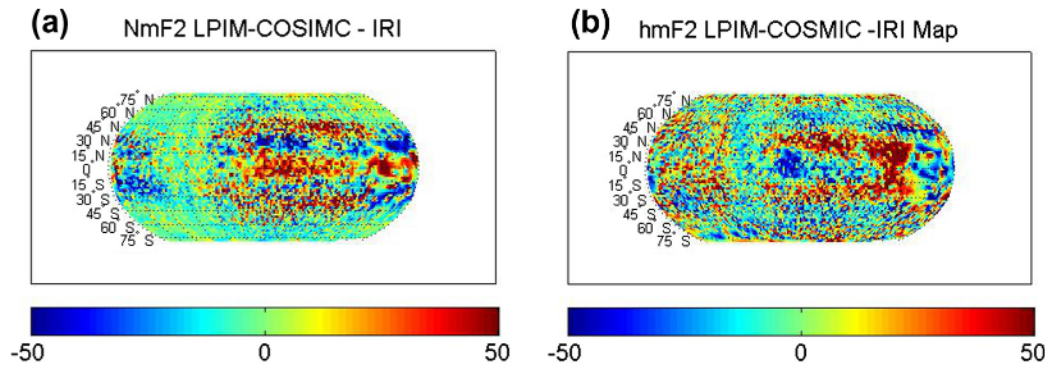 (a)
NmF2 LPIM-COSIMC - IRI
75° N
60° N
45° N
30° N
15° N
0°
15° S
30° S
45° S
60° S
75° S
-50 0 50
(b)
hmF2 LPIM-COSMIC -IRI Map
75° N
60° N
45° N
30° N
15° N
0°
15° S
30° S
45° S
60° S
75° S
-50 0 50